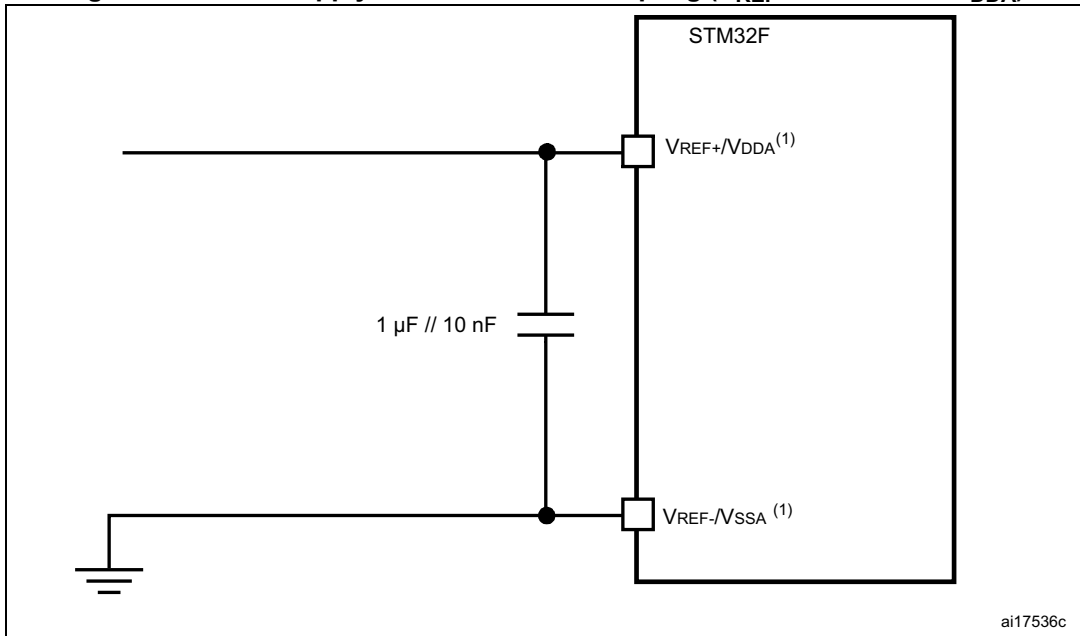 STM32F
VREF+/VDDA(1)
1 µF // 10 nF
VREF-/VSSA (1)
ai17536c